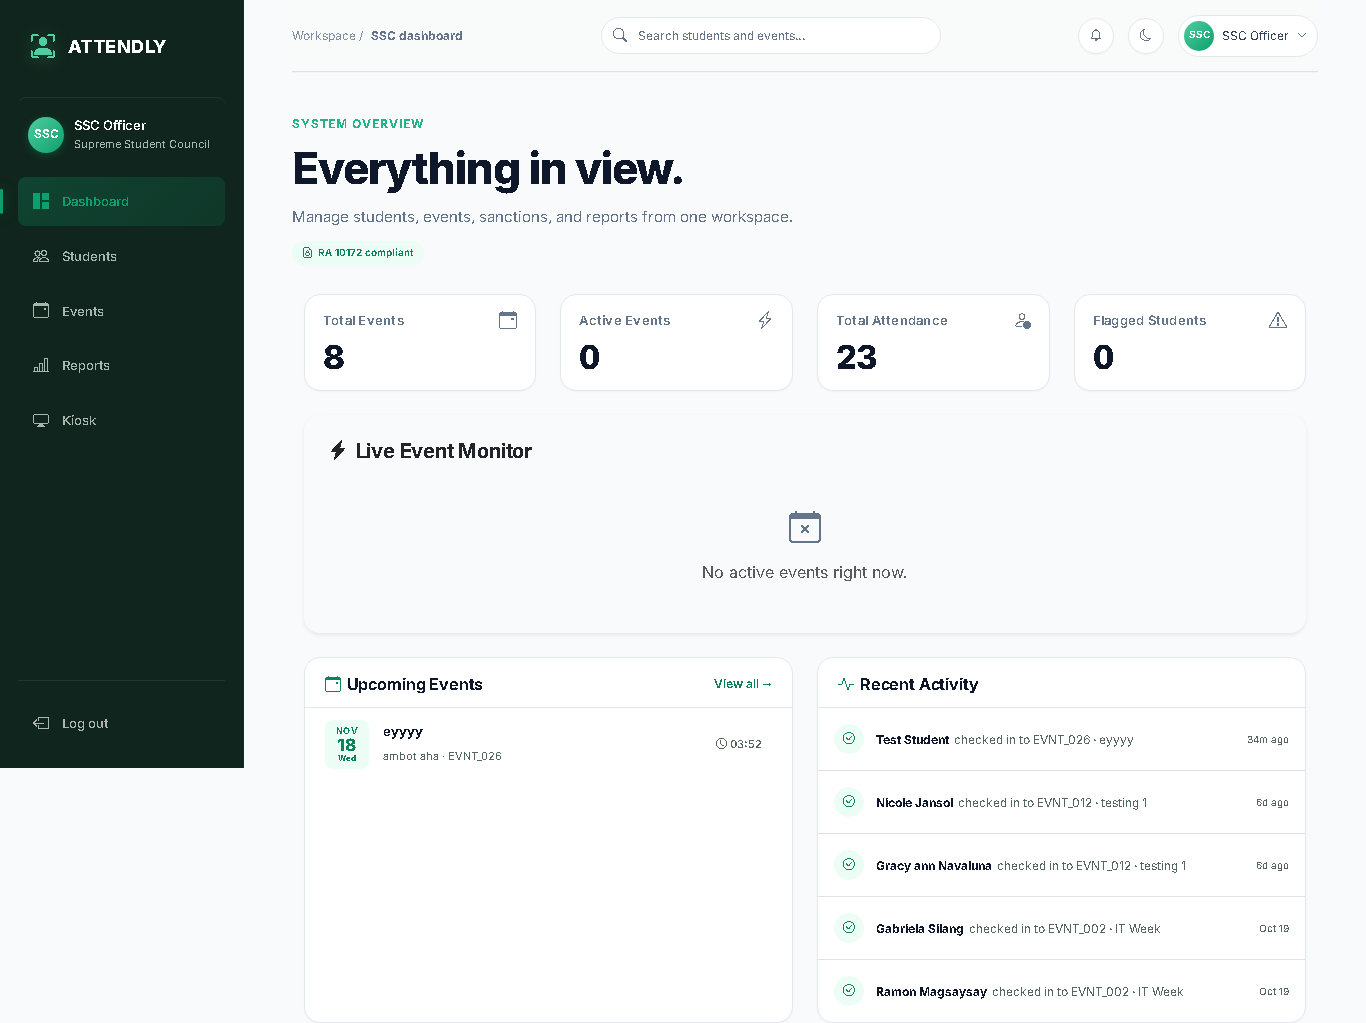 ATTENDLY
SSC
SSC Officer
Supreme Student Council
Dashboard
Students
Events
Reports
Kiosk
Log out
Workspace / SSC dashboard
Search students and events...
SSC
SSC Officer
SYSTEM OVERVIEW
Everything in view.
Manage students, events, sanctions, and reports from one workspace.
RA 10172 compliant
Total Events
8
Active Events
0
Total Attendance
23
Flagged Students
0
Live Event Monitor
No active events right now.
Upcoming Events
View all →
NOV
18
Wed
eyyyy
ambot aha · EVNT_026
03:52
Recent Activity
Test Student checked in to EVNT_026 · eyyyy
34m ago
Nicole Jansol checked in to EVNT_012 · testing 1
6d ago
Gracy ann Navaluna checked in to EVNT_012 · testing 1
6d ago
Gabriela Silang checked in to EVNT_002 · IT Week
Oct 19
Ramon Magsaysay checked in to EVNT_002 · IT Week
Oct 19